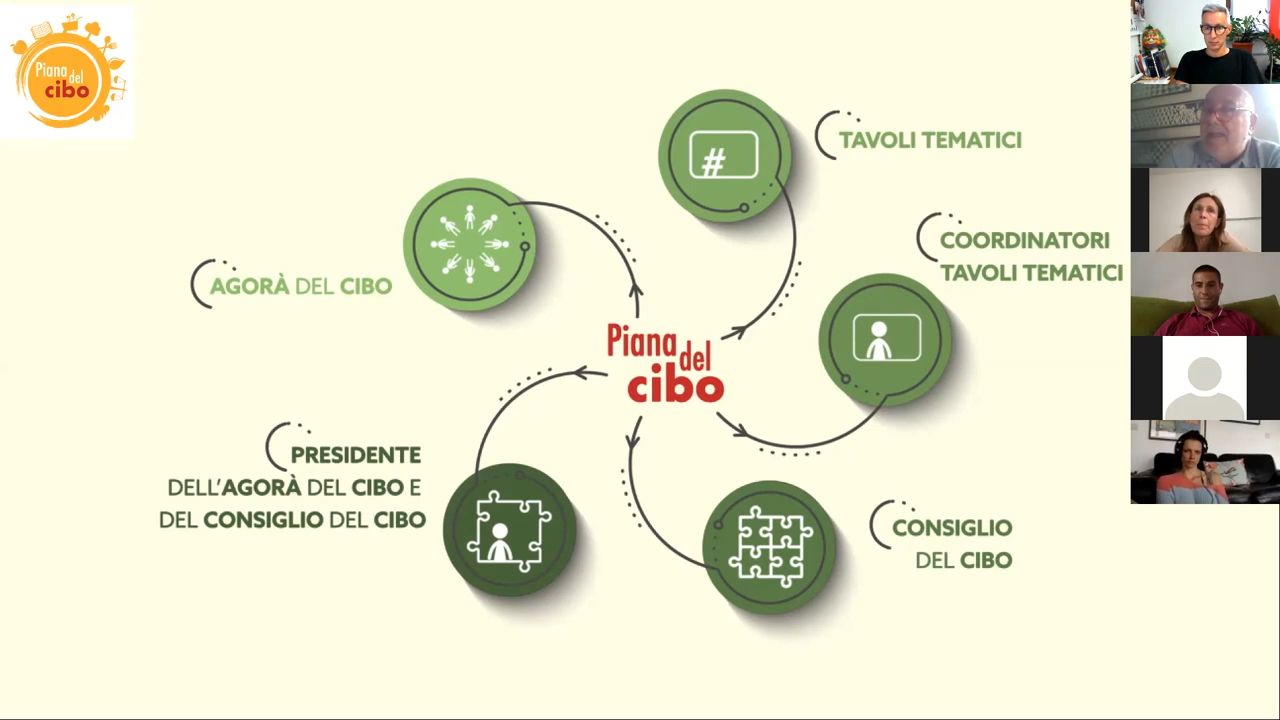 Piana del
cibo
TAVOLI TEMATICI
COORDINATORI
TAVOLI TEMATICI
AGORÀ DEL CIBO
#
Piana del
cibo
PRESIDENTE
DELL'AGORÀ DEL CIBO E
DEL CONSIGLIO DEL CIBO
CONSIGLIO
DEL CIBO